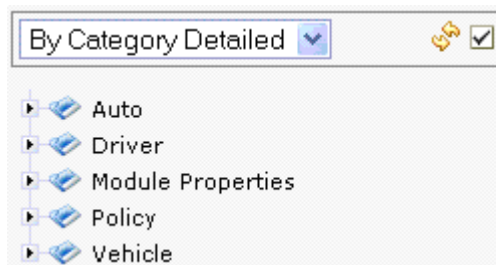 By Category Detailed
Auto
Driver
Module Properties
Policy
Vehicle